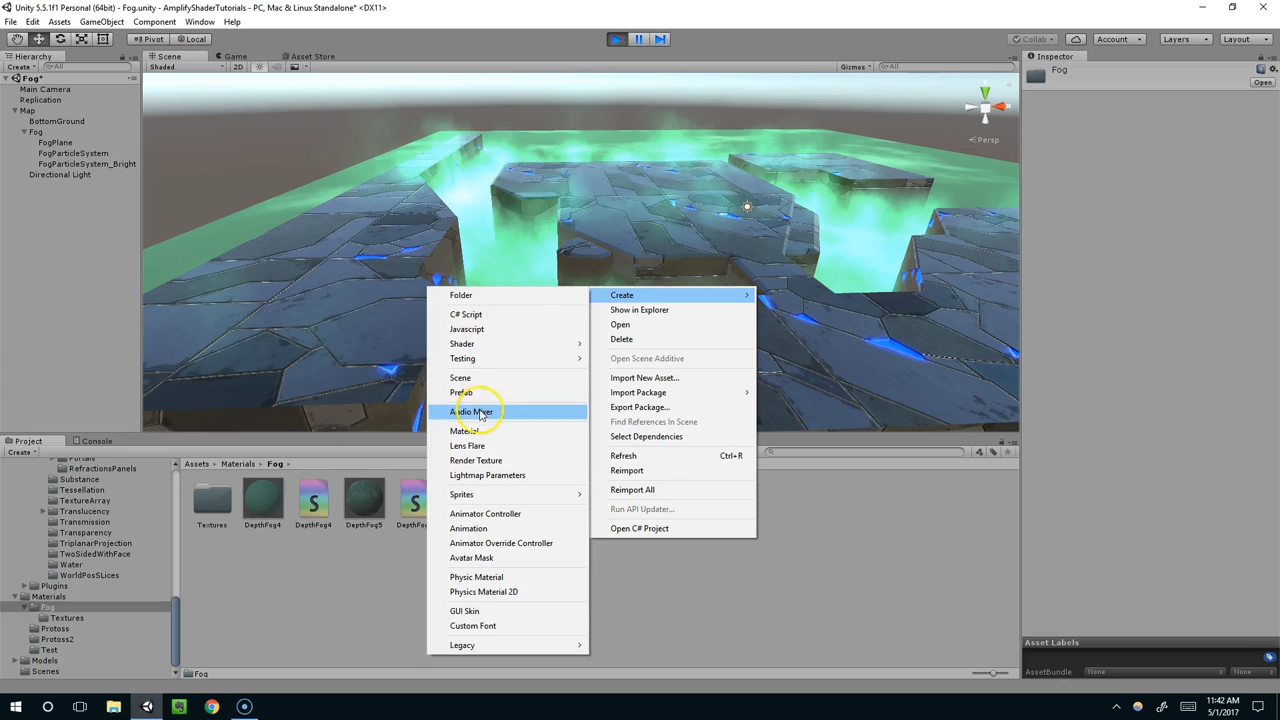 Unity 5.5.1f1 Personal (64bit) - Fog.unity - AmplifyShaderTutorials - PC, Mac & Linux Standalone* <DX11>
File Edit Assets GameObject Component Window Help
Pivot Local Collab Account Layers Layout
Hierarchy
Create All
Fog*
Main Camera
Replication
Map
BottomGround
Fog
FogPlane
FogParticleSystem
FogParticleSystem_Bright
Directional Light
Scene Game Asset Store
Shaded 2D Gizmos All
Persp
Inspector
Fog
Open
Folder
C# Script
Javascript
Shader
Testing
Scene
Prefab
Audio Mixer
Material
Lens Flare
Render Texture
Lightmap Parameters
Sprites
Animator Controller
Animation
Animator Override Controller
Avatar Mask
Physic Material
Physics Material 2D
GUI Skin
Custom Font
Legacy
Create
Show in Explorer
Open
Delete
Open Scene Additive
Import New Asset...
Import Package
Export Package...
Find References In Scene
Select Dependencies
Refresh Ctrl+R
Reimport
Reimport All
Run API Updater...
Open C# Project
Project Console
Create
RefractionsPanels
Substance
Tessellation
TextureArray
Translucency
Transmission
Transparency
TriplanarProjection
TwoSidedWithFace
Water
WorldPosSLices
Plugins
Materials
Fog
Textures
Protoss
Protoss2
Test
Models
Scenes
Assets Materials Fog
Textures DepthFog4 DepthFog4 DepthFog5
Fog
Asset Labels
AssetBundle None None
11:42 AM
5/1/2017